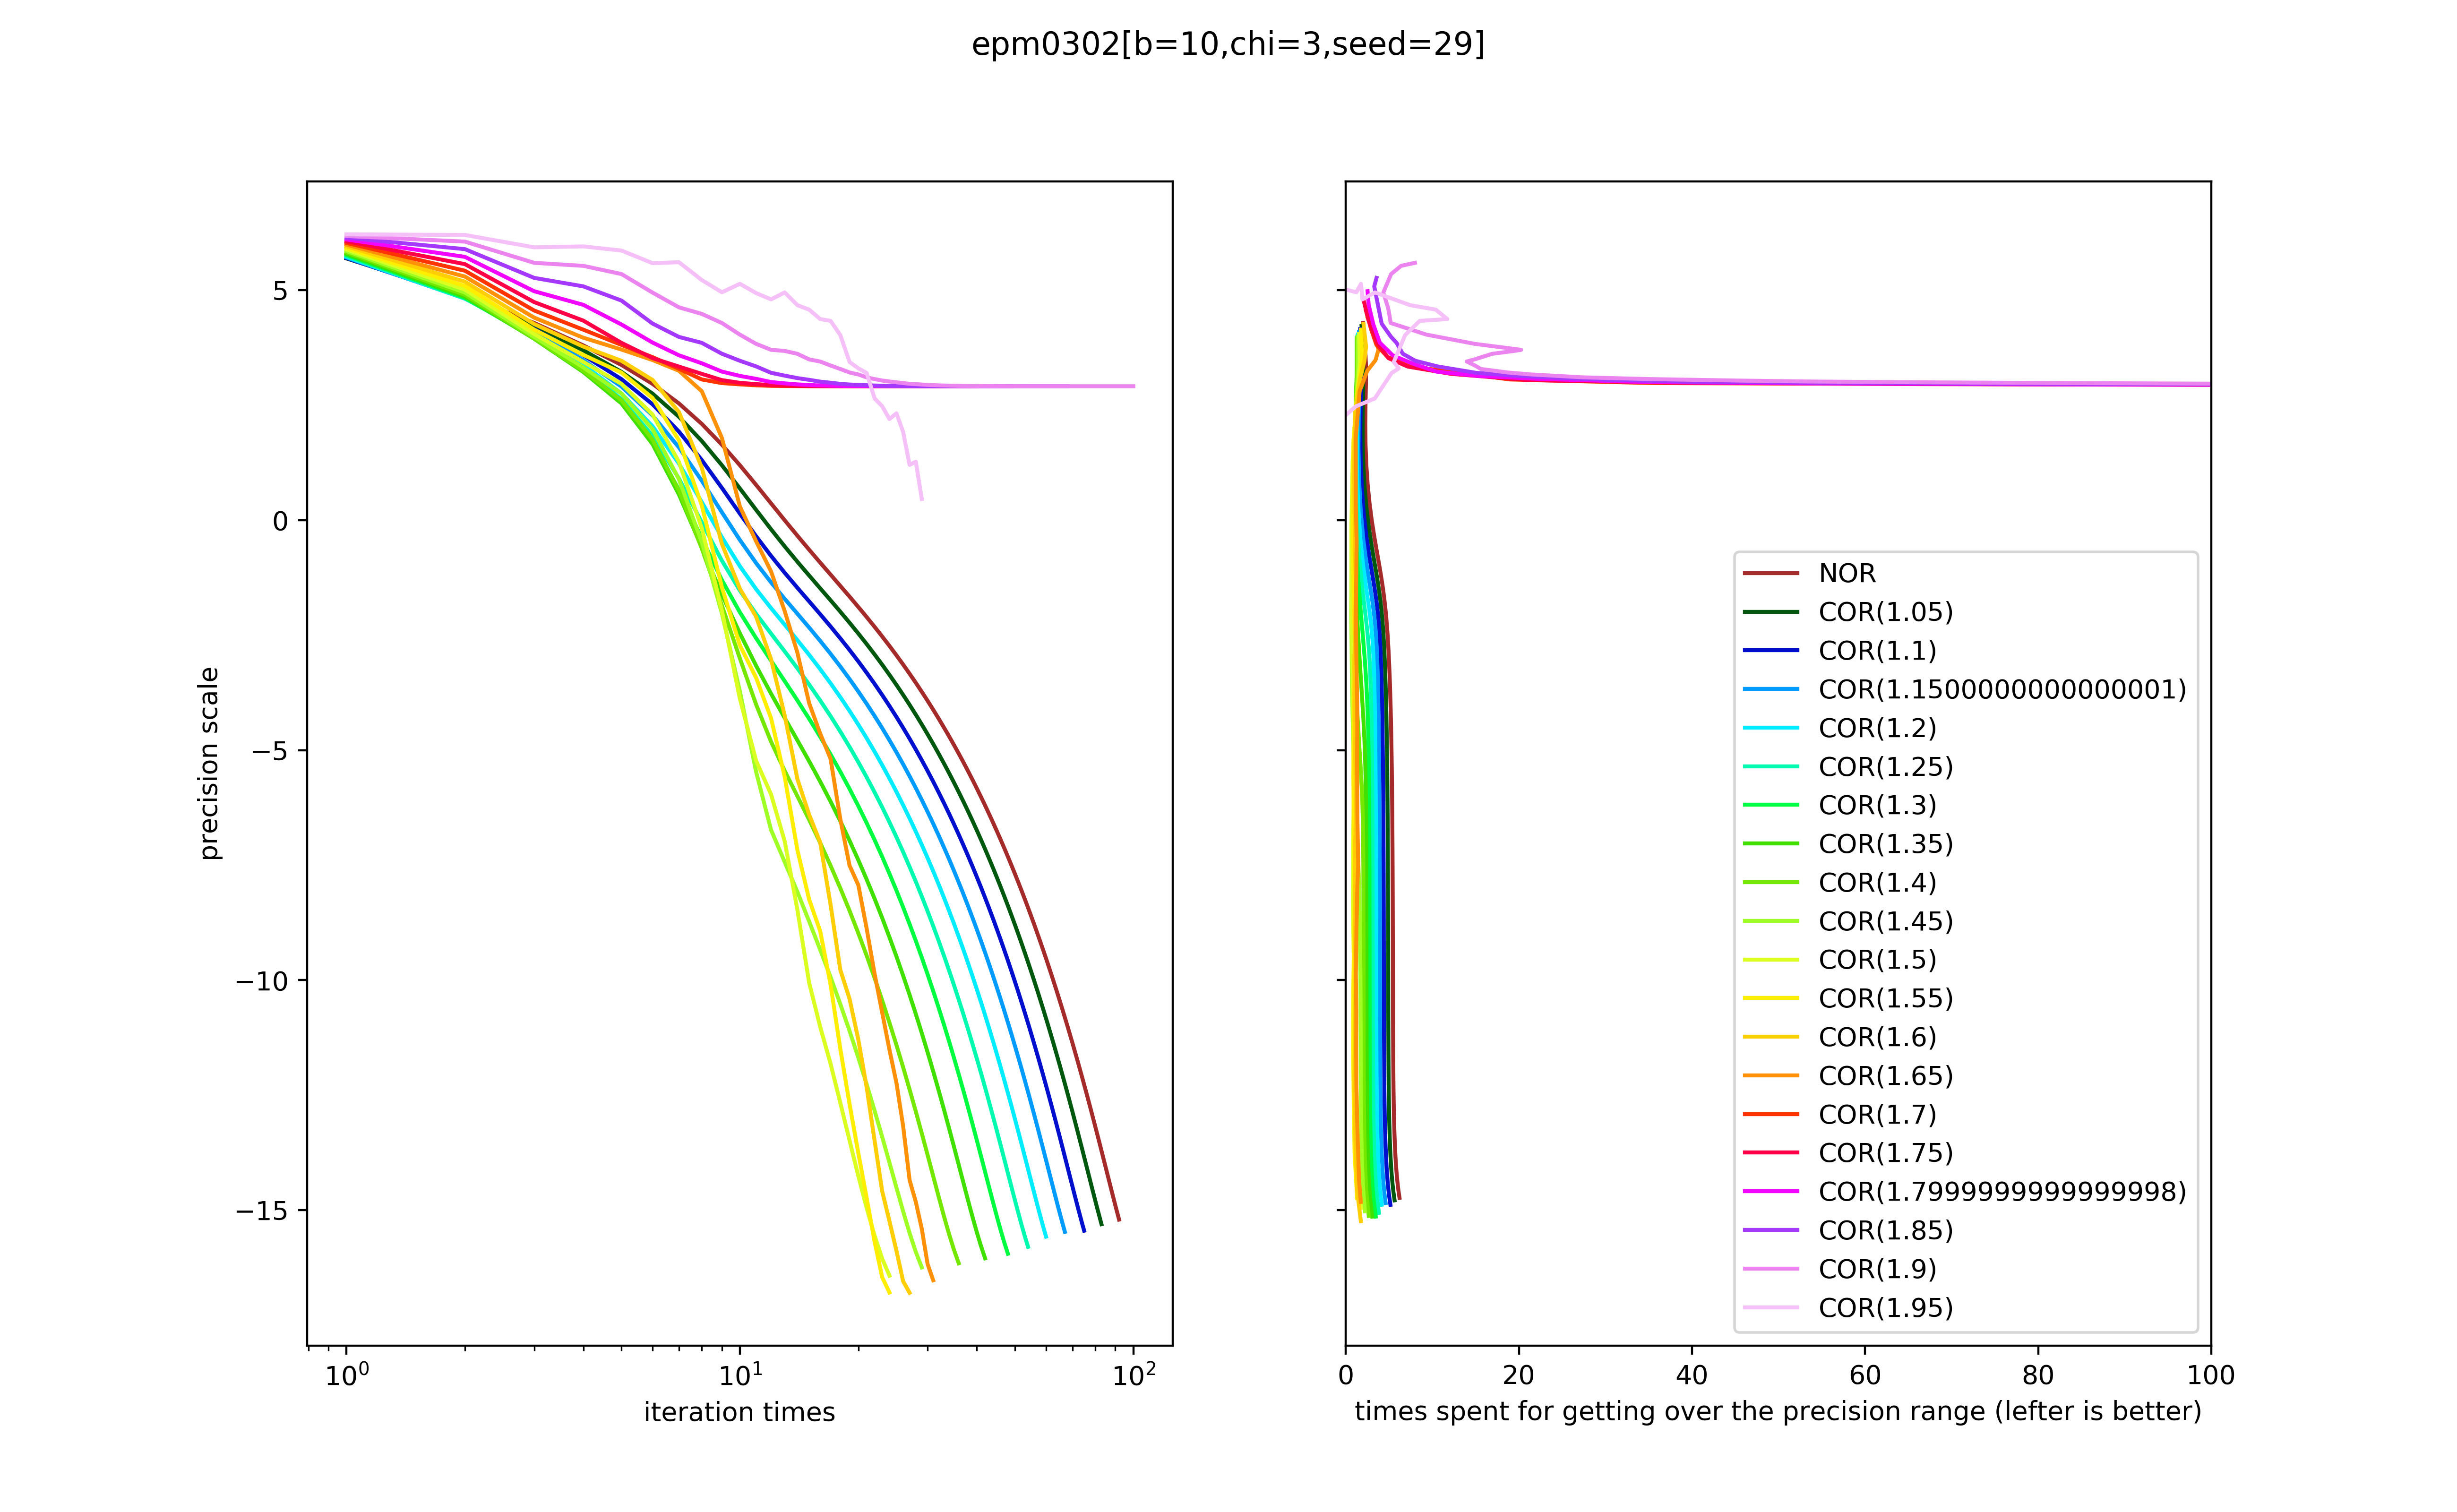 epm0302[b=10,chi=3,seed=29]
precision scale
5
0
−5
−10
−15
10⁰
10¹
10²
iteration times
0
20
40
60
80
100
times spent for getting over the precision range (lefter is better)
NOR
COR(1.05)
COR(1.1)
COR(1.1500000000000001)
COR(1.2)
COR(1.25)
COR(1.3)
COR(1.35)
COR(1.4)
COR(1.45)
COR(1.5)
COR(1.55)
COR(1.6)
COR(1.65)
COR(1.7)
COR(1.75)
COR(1.7999999999999998)
COR(1.85)
COR(1.9)
COR(1.95)